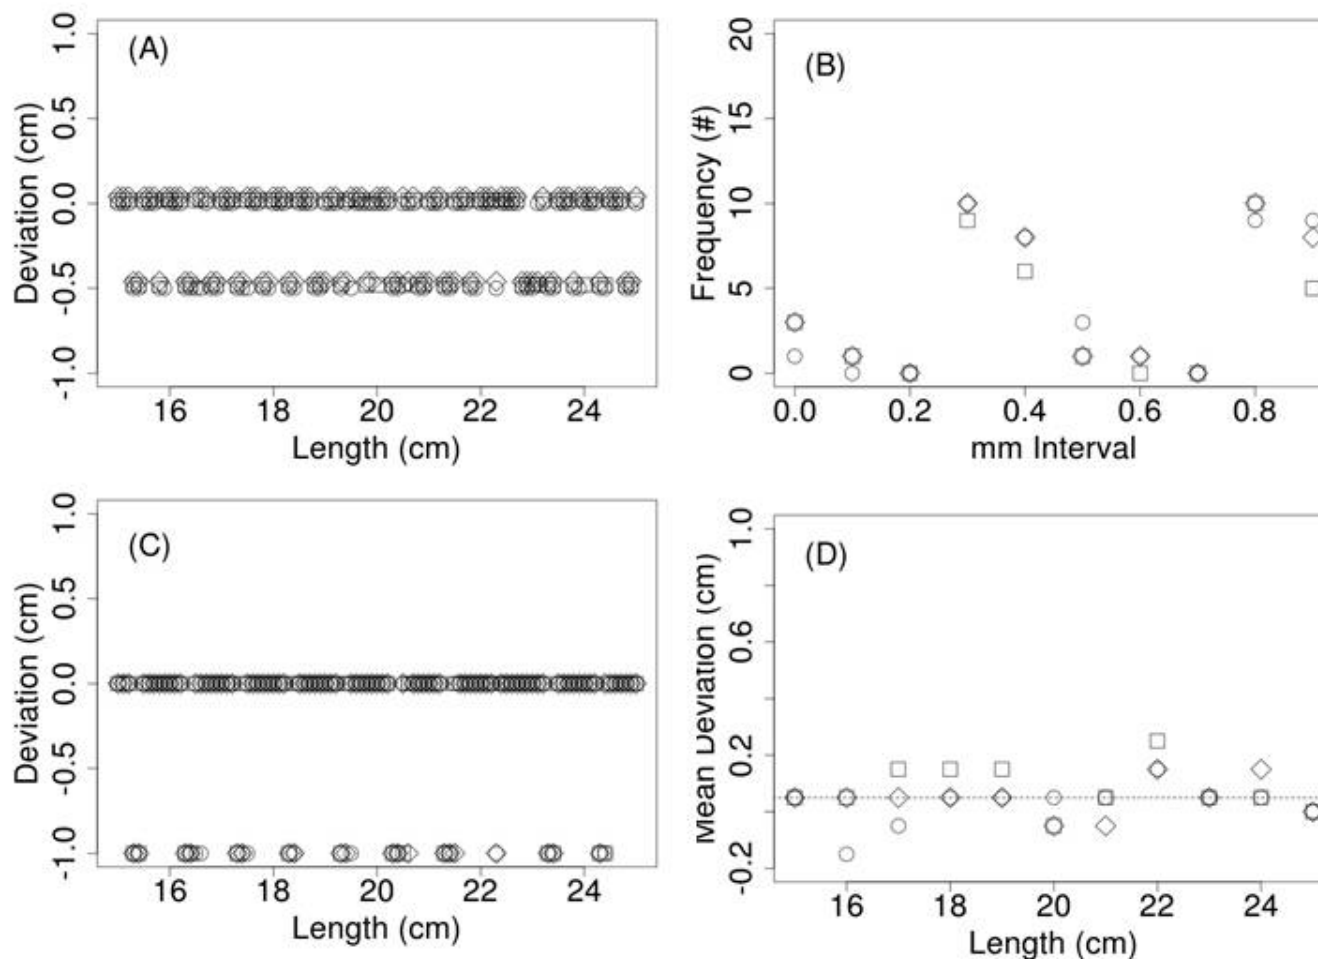 (A)
Deviation (cm)
1.0
0.5
0.0
-0.5
-1.0
16 18 20 22 24
Length (cm)
(B)
Frequency (#)
20
15
10
5
0
0.0 0.2 0.4 0.6 0.8
mm Interval
(C)
Deviation (cm)
1.0
0.5
0.0
-0.5
-1.0
16 18 20 22 24
Length (cm)
(D)
Mean Deviation (cm)
1.0
0.6
0.2
-0.2
16 18 20 22 24
Length (cm)